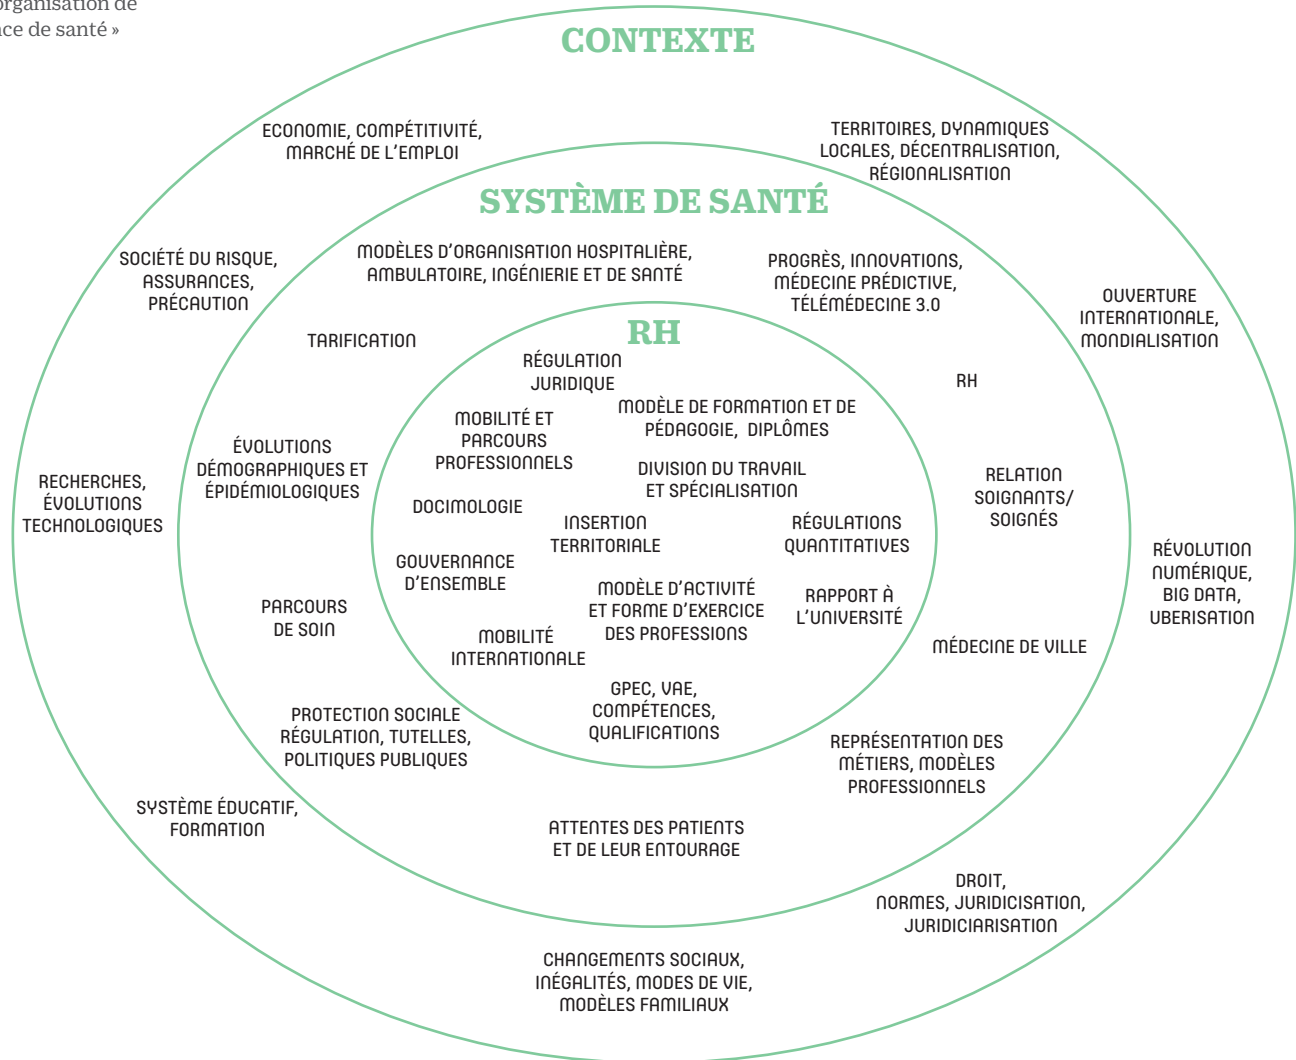 organisation de
ce de santé »
CONTEXTE
ECONOMIE, COMPÉTITIVITÉ,
MARCHÉ DE L'EMPLOI
TERRITOIRES, DYNAMIQUES
LOCALES, DÉCENTRALISATION,
RÉGIONALISATION
SOCIÉTÉ DU RISQUE,
ASSURANCES,
PRÉCAUTION
OUVERTURE
INTERNATIONALE,
MONDIALISATION
RECHERCHES,
ÉVOLUTIONS
TECHNOLOGIQUES
RÉVOLUTION
NUMÉRIQUE,
BIG DATA,
UBERISATION
SYSTÈME ÉDUCATIF,
FORMATION
DROIT,
NORMES, JURIDICISATION,
JURIDICIARISATION
CHANGEMENTS SOCIAUX,
INÉGALITÉS, MODES DE VIE,
MODÈLES FAMILIAUX
SYSTÈME DE SANTÉ
MODÈLES D'ORGANISATION HOSPITALIÈRE,
AMBULATOIRE, INGÉNIERIE ET DE SANTÉ
PROGRÈS, INNOVATIONS,
MÉDECINE PRÉDICTIVE,
TÉLÉMÉDECINE 3.0
TARIFICATION
RH
ÉVOLUTIONS
DÉMOGRAPHIQUES ET
ÉPIDÉMIOLOGIQUES
RELATION
SOIGNANTS/
SOIGNÉS
PARCOURS
DE SOIN
MÉDECINE DE VILLE
PROTECTION SOCIALE
RÉGULATION, TUTELLES,
POLITIQUES PUBLIQUES
REPRÉSENTATION DES
MÉTIERS, MODÈLES
PROFESSIONNELS
ATTENTES DES PATIENTS
ET DE LEUR ENTOURAGE
RH
RÉGULATION
JURIDIQUE
MODÈLE DE FORMATION ET DE
PÉDAGOGIE, DIPLÔMES
MOBILITÉ ET
PARCOURS
PROFESSIONNELS
DIVISION DU TRAVAIL
ET SPÉCIALISATION
DOCIMOLOGIE
INSERTION
TERRITORIALE
RÉGULATIONS
QUANTITATIVES
GOUVERNANCE
D'ENSEMBLE
MODÈLE D'ACTIVITÉ
ET FORME D'EXERCICE
DES PROFESSIONS
RAPPORT À
L'UNIVERSITÉ
MOBILITÉ
INTERNATIONALE
GPEC, VAE,
COMPÉTENCES,
QUALIFICATIONS